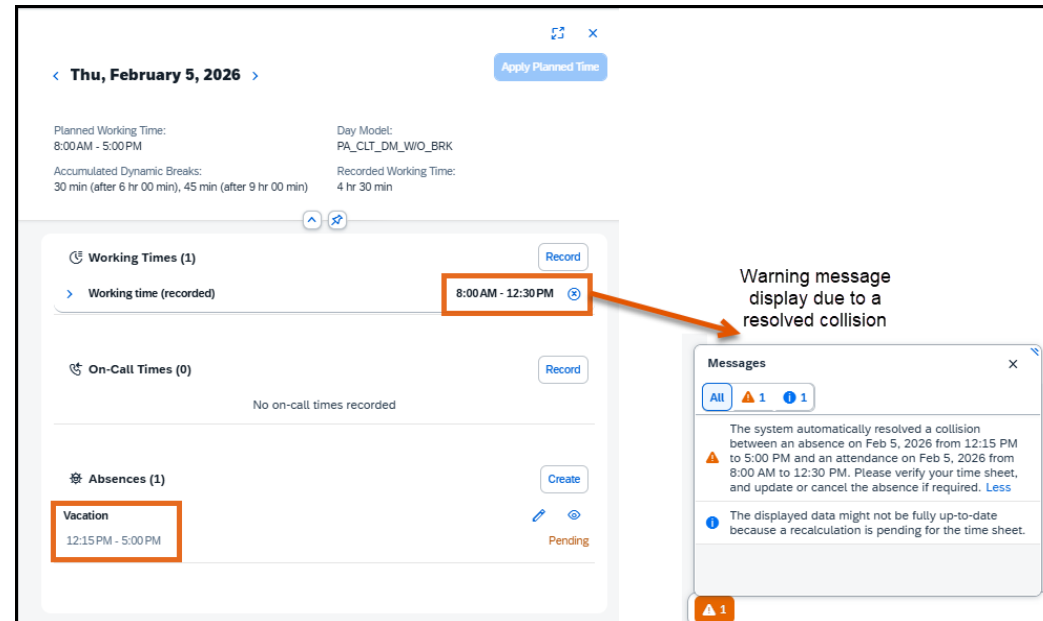 Thu, February 5, 2026
Apply Planned Time
Planned Working Time:
8:00 AM - 5:00 PM
Day Model:
PA_CLT_DM_W/O_BRK
Accumulated Dynamic Breaks:
30 min (after 6 hr 00 min), 45 min (after 9 hr 00 min)
Recorded Working Time:
4 hr 30 min
Working Times (1)
Record
Working time (recorded)
8:00 AM - 12:30 PM
On-Call Times (0)
Record
No on-call times recorded
Absences (1)
Create
Vacation
12:15 PM - 5:00 PM
Pending
Warning message
display due to a
resolved collision
Messages
All
1
1
The system automatically resolved a collision
between an absence on Feb 5, 2026 from 12:15 PM
to 5:00 PM and an attendance on Feb 5, 2026 from
8:00 AM to 12:30 PM. Please verify your time sheet,
and update or cancel the absence if required. Less
The displayed data might not be fully up-to-date
because a recalculation is pending for the time sheet.
1